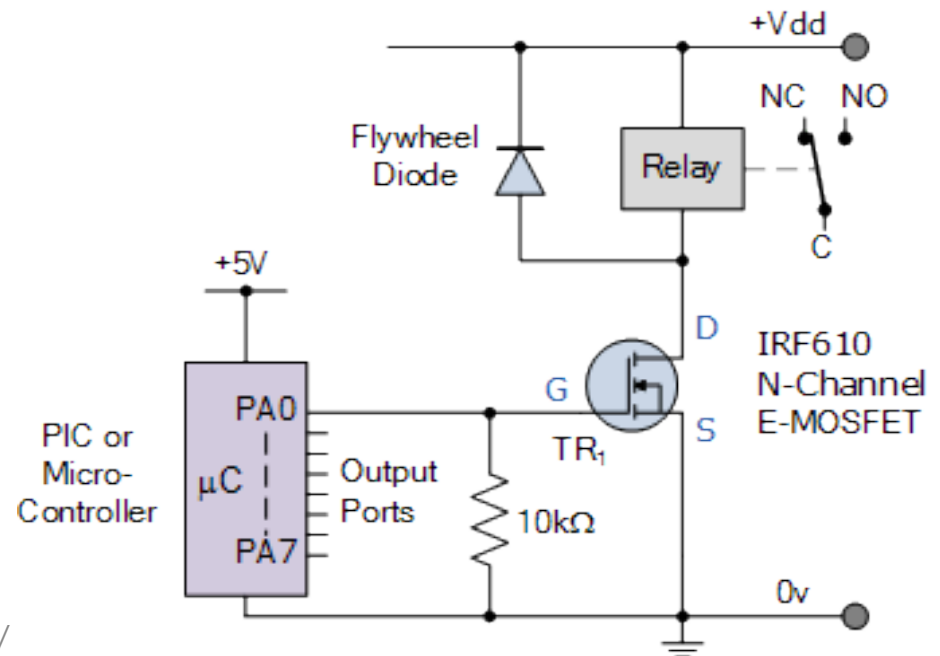 +Vdd
NC NO
Flywheel
Diode
Relay
C
+5V
D
IRF610
N-Channel
E-MOSFET
G
S
TR₁
PA0
PIC or
Micro-
Controller
µC
Output
Ports
10kΩ
PA7
0v
/